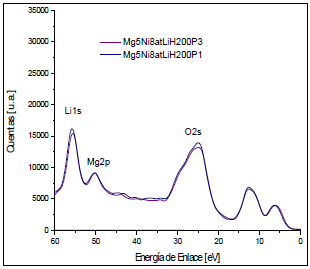 35000
30000
25000
20000
15000
10000
5000
0
Cuentas [u.a.]
Mg5Ni8atLiH200P3
Mg5Ni8atLiH200P1
Li1s
Mg2p
O2s
60 50 40 30 20 10 0
Energía de Enlace [eV]